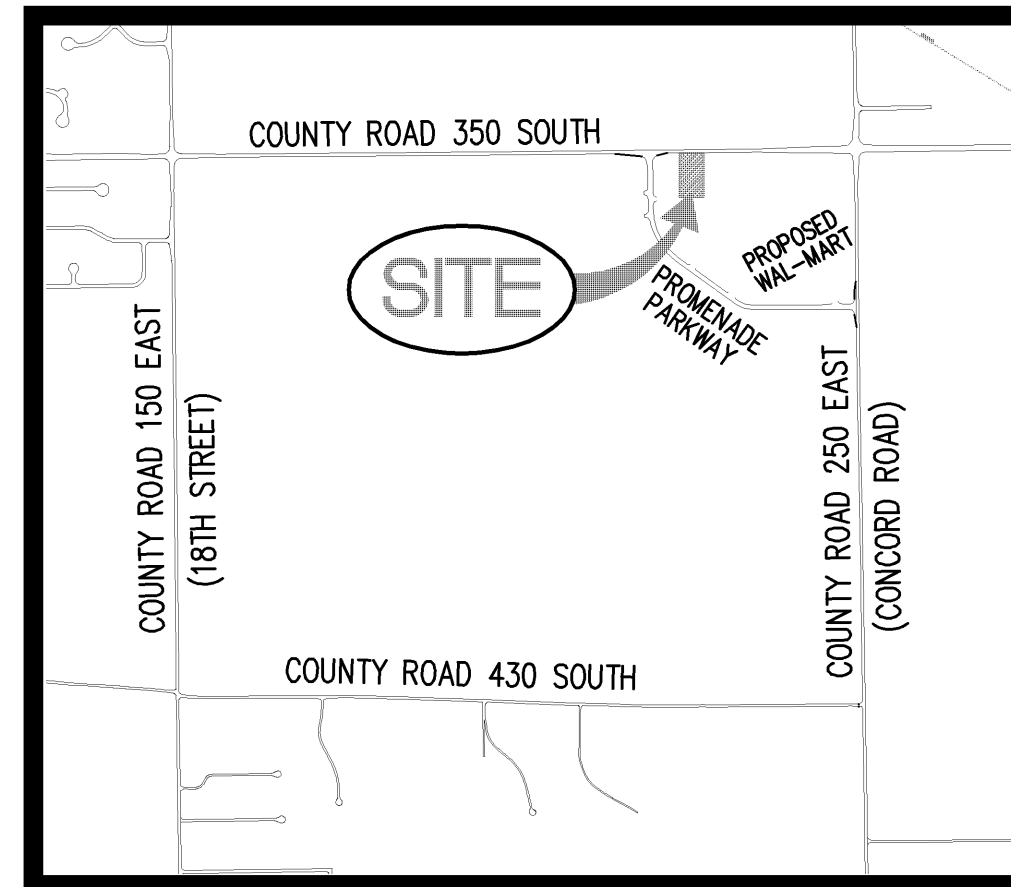 COUNTY ROAD 350 SOUTH
SITE
PROPOSED
WAL-MART
PROMENADE
PARKWAY
COUNTY ROAD 150 EAST
(18TH STREET)
COUNTY ROAD 250 EAST
(CONCORD ROAD)
COUNTY ROAD 430 SOUTH